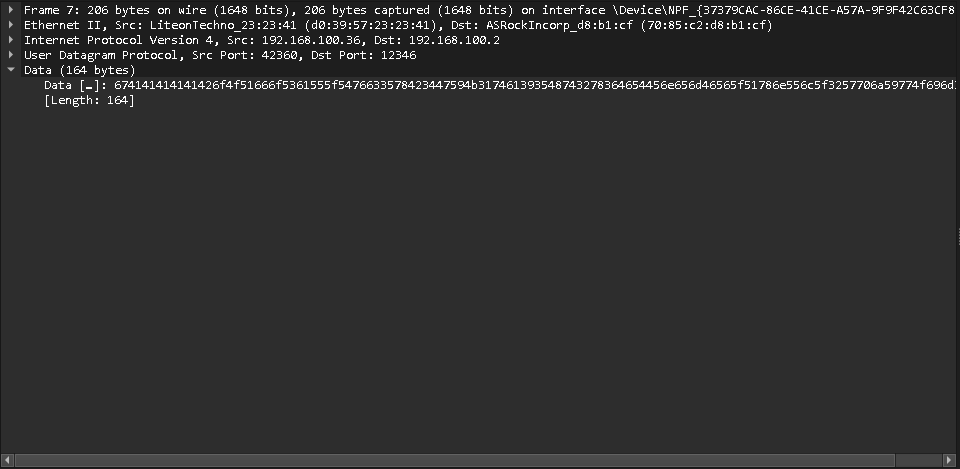 Frame 7: 206 bytes on wire (1648 bits), 206 bytes captured (1648 bits) on interface \Device\NPF_{37379CAC-86CE-41CE-A57A-9F9F42C63CF8
Ethernet II, Src: LiteonTechno_23:23:41 (d0:39:57:23:23:41), Dst: ASRockIncorp_d8:b1:cf (70:85:c2:d8:b1:cf)
Internet Protocol Version 4, Src: 192.168.100.36, Dst: 192.168.100.2
User Datagram Protocol, Src Port: 42360, Dst Port: 12346
Data (164 bytes)
Data […]: 674141414141426f4f51666f5361555f5476633578423447594b3174613935487432783646544 56e656d46565f51786e556c5f3257706a59774f696d
[Length: 164]